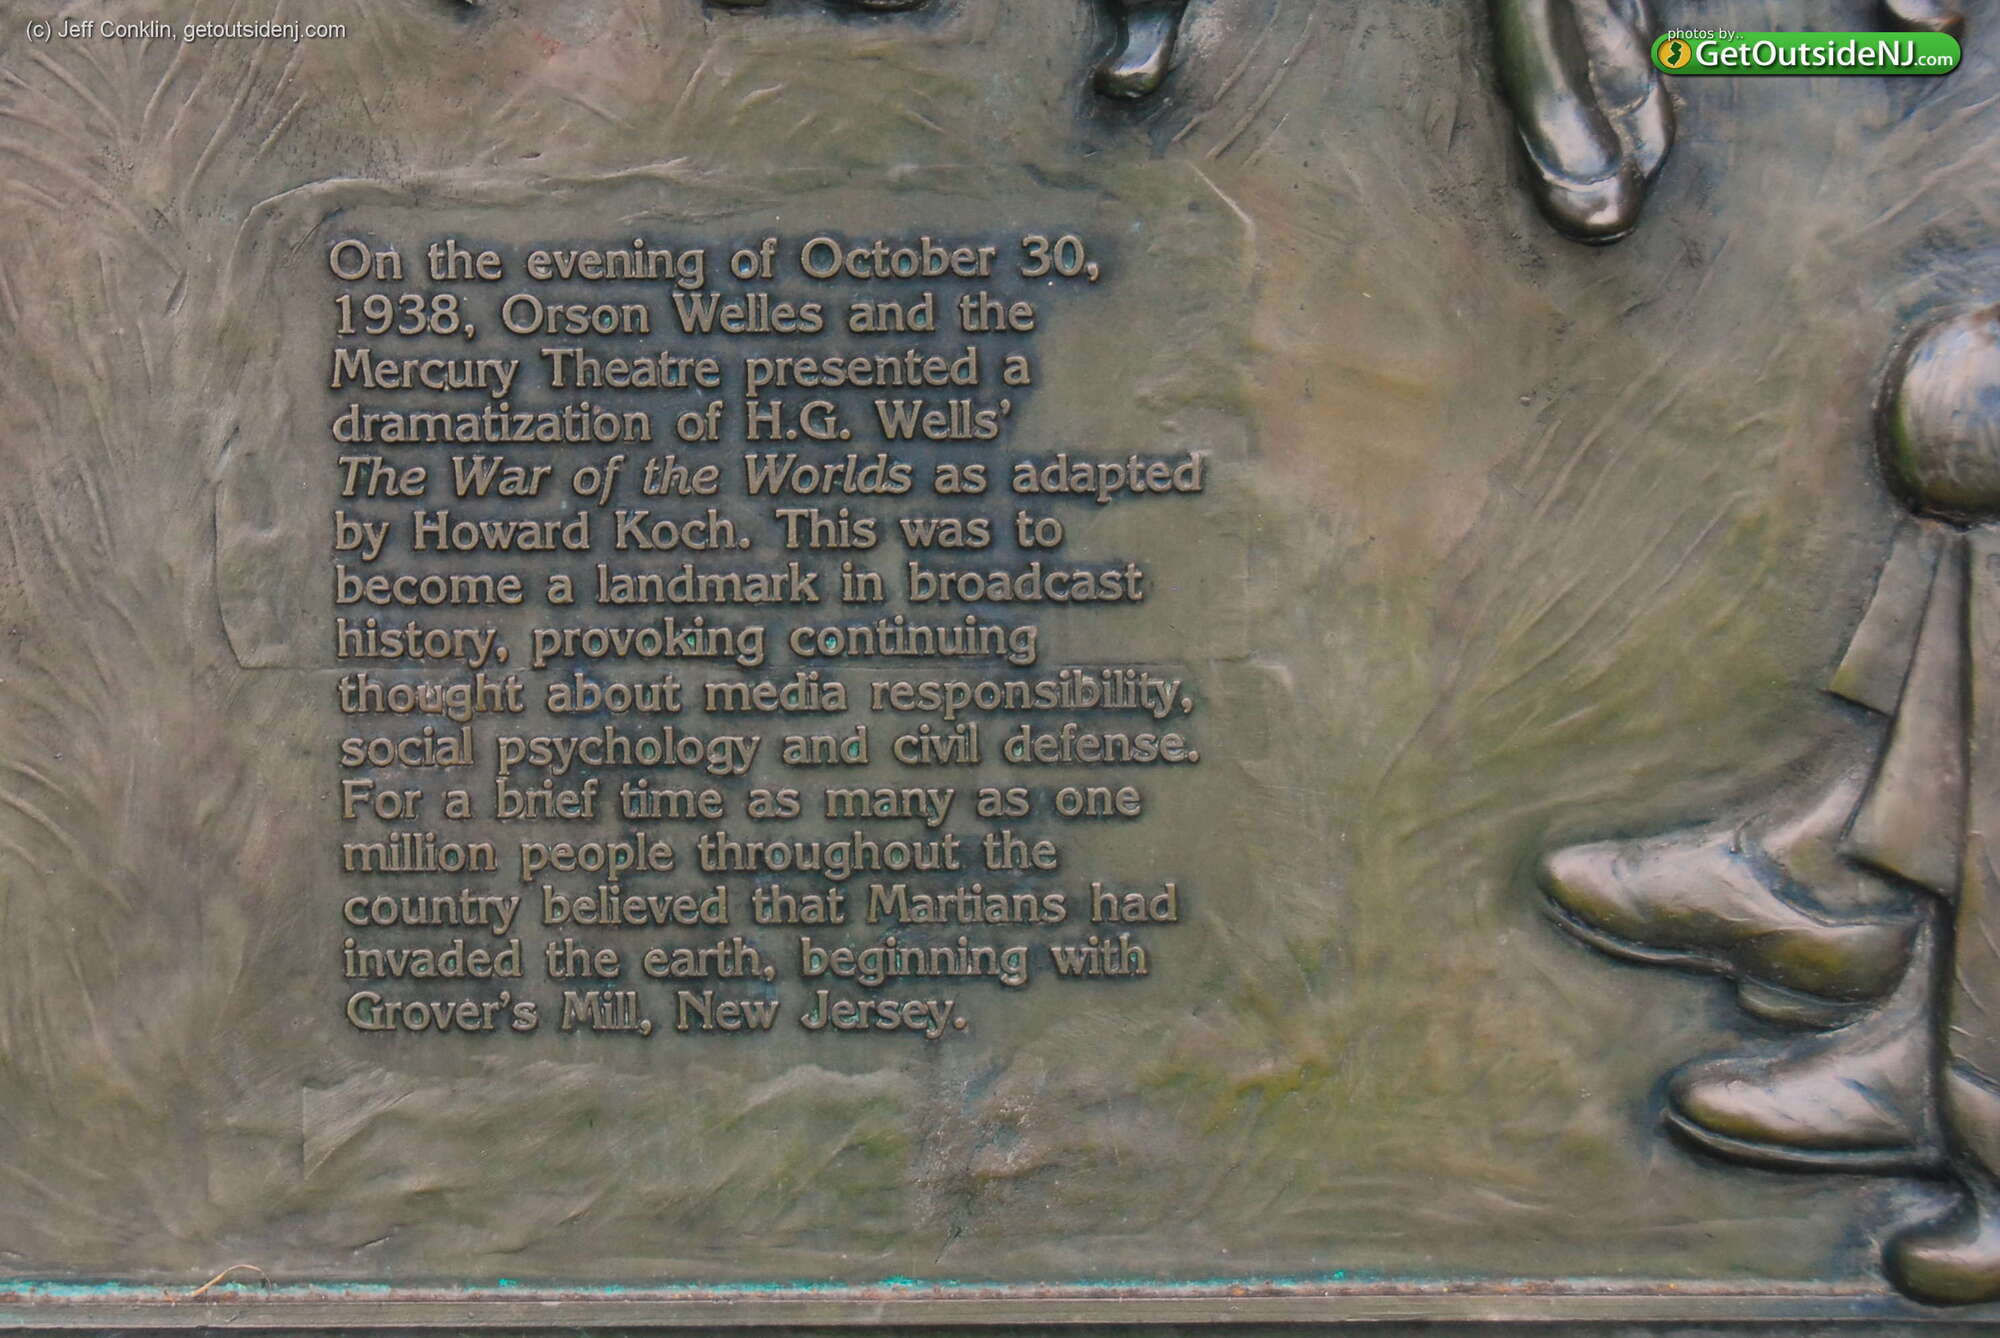 (c) Jeff Conklin, getoutsidenj.com
photos by..
GetOutsideNJ.com
On the evening of October 30,
1938, Orson Welles and the
Mercury Theatre presented a
dramatization of H.G. Wells'
The War of the Worlds as adapted
by Howard Koch. This was to
become a landmark in broadcast
history, provoking continuing
thought about media responsibility,
social psychology and civil defense.
For a brief time as many as one
million people throughout the
country believed that Martians had
invaded the earth, beginning with
Grover's Mill, New Jersey.